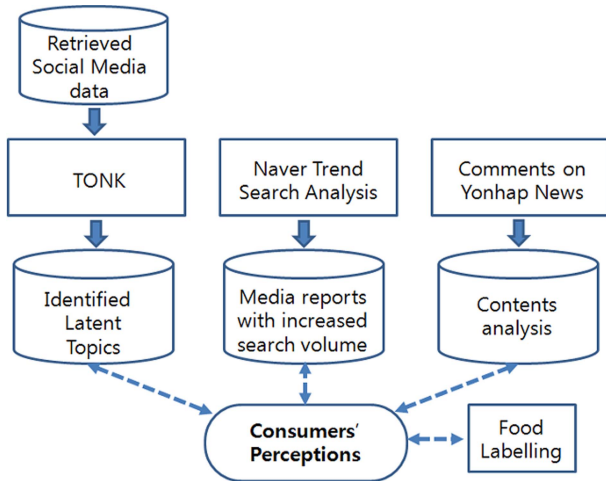 Retrieved
Social Media
data
TONK
Naver Trend
Search Analysis
Comments on
Yonhap News
Identified
Latent
Topics
Media reports
with increased
search volume
Contents
analysis
Consumers’
Perceptions
Food
Labelling